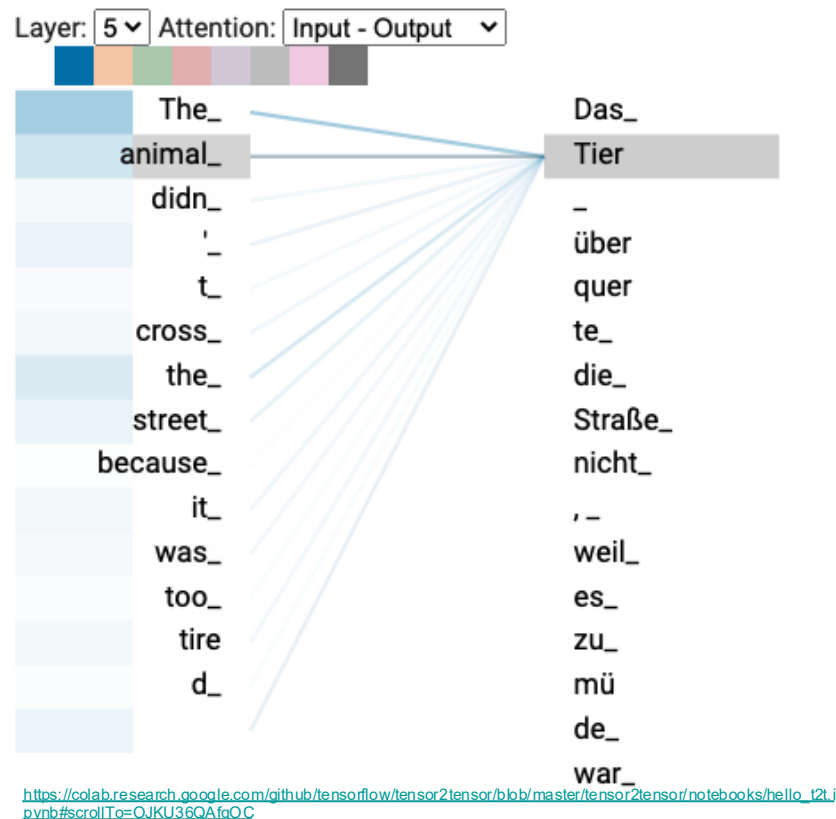 Layer: 5 Attention: Input - Output
The_ Das_
animal_ Tier
didn_ _
'_ über
t_ quer
cross_ te_
the_ die_
street_ Straße_
because_ nicht_
it_ , _
was_ weil_
too_ es_
tire zu_
d_ mü
de_
war_
https://colab.research.google.com/github/tensorflow/tensor2tensor/blob/master/tensor2tensor/notebooks/hello_t2t.i
pynb#scrollTo=OJKU36QAfqOC